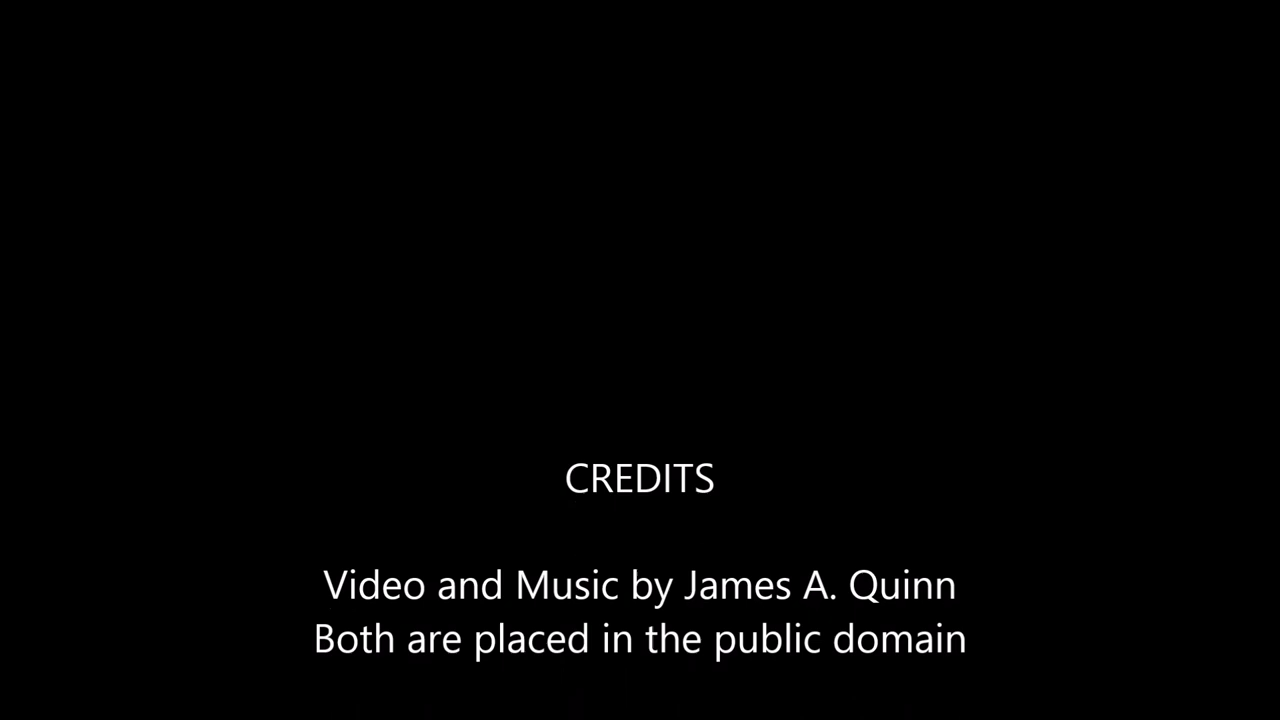 CREDITS
Video and Music by James A. Quinn
Both are placed in the public domain